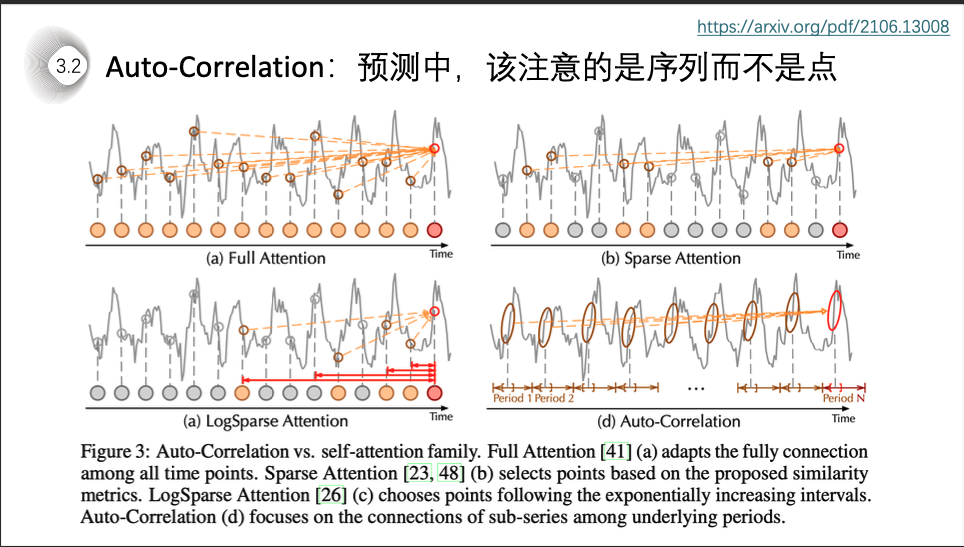 https://arxiv.org/pdf/2106.13008
3.2
Auto-Correlation：预测中，该注意的是序列而不是点
Time
(a) Full Attention
Time
(b) Sparse Attention
Time
(a) LogSparse Attention
Period 1 Period 2
...
Period N
Time
(d) Auto-Correlation
Figure 3: Auto-Correlation vs. self-attention family. Full Attention [41] (a) adapts the fully connection
among all time points. Sparse Attention [23, 48] (b) selects points based on the proposed similarity
metrics. LogSparse Attention [26] (c) chooses points following the exponentially increasing intervals.
Auto-Correlation (d) focuses on the connections of sub-series among underlying periods.